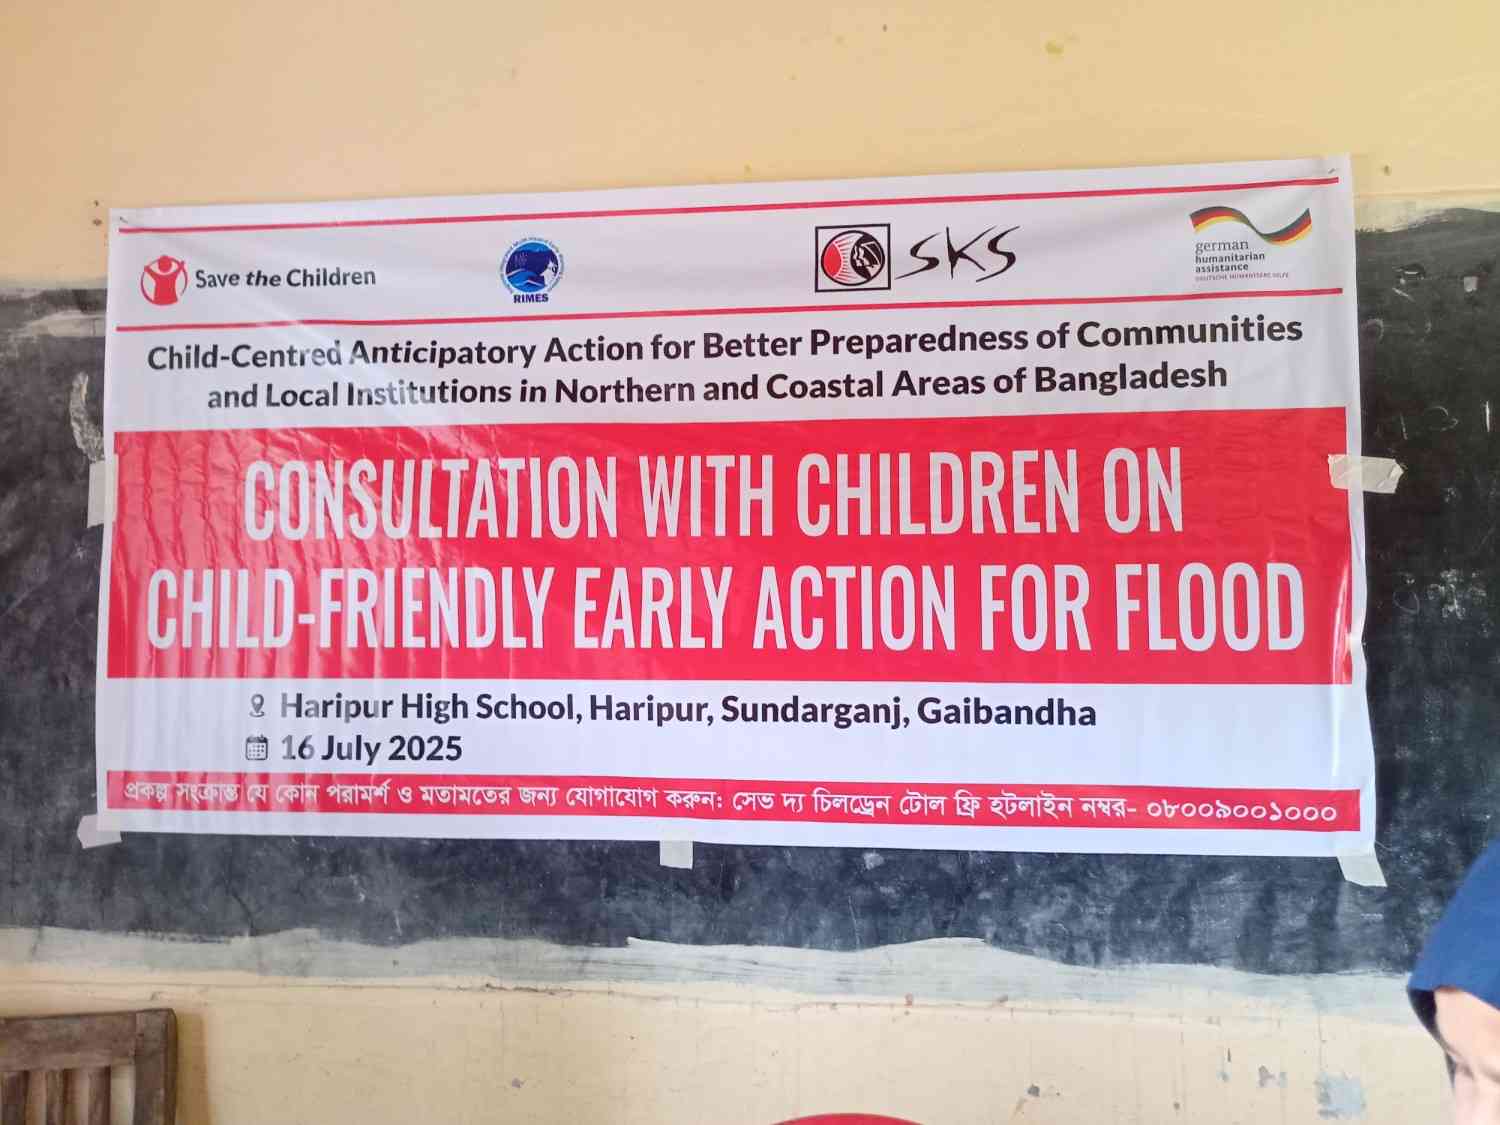 Save the Children
RIMES
SKS
german
humanitarian
assistance
DEUTSCHE HUMANITÄRE HILFE
Child-Centred Anticipatory Action for Better Preparedness of Communities
and Local Institutions in Northern and Coastal Areas of Bangladesh
CONSULTATION WITH CHILDREN ON
CHILD-FRIENDLY EARLY ACTION FOR FLOOD
Haripur High School, Haripur, Sundarganj, Gaibandha
16 July 2025
প্রকল্প সংক্রান্ত যে কোন পরামর্শ ও মতামতের জন্য যোগাযোগ করুন: সেভ দ্য চিলড্রেন টোল ফ্রি হটলাইন নম্বর- ০৮০০৯০০১০০০